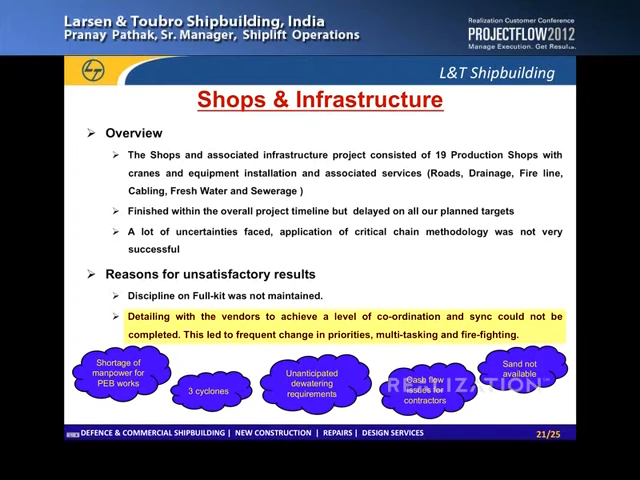 Larsen & Toubro Shipbuilding, India
Pranay Pathak, Sr. Manager, Shiplift Operations
Realization Customer Conference
PROJECTFLOW2012
Manage Execution. Get Results.
L&T Shipbuilding
Shops & Infrastructure
Overview
The Shops and associated infrastructure project consisted of 19 Production Shops with
cranes and equipment installation and associated services (Roads, Drainage, Fire line,
Cabling, Fresh Water and Sewerage )
Finished within the overall project timeline but delayed on all our planned targets
A lot of uncertainties faced, application of critical chain methodology was not very
successful
Reasons for unsatisfactory results
Discipline on Full-kit was not maintained.
Detailing with the vendors to achieve a level of co-ordination and sync could not be
completed. This led to frequent change in priorities, multi-tasking and fire-fighting.
Shortage of
manpower for
PEB works
3 cyclones
Unanticipated
dewatering
requirements
Cash flow
issues for
contractors
Sand not
available
REALIZATION
DEFENCE & COMMERCIAL SHIPBUILDING | NEW CONSTRUCTION | REPAIRS | DESIGN SERVICES
21/25